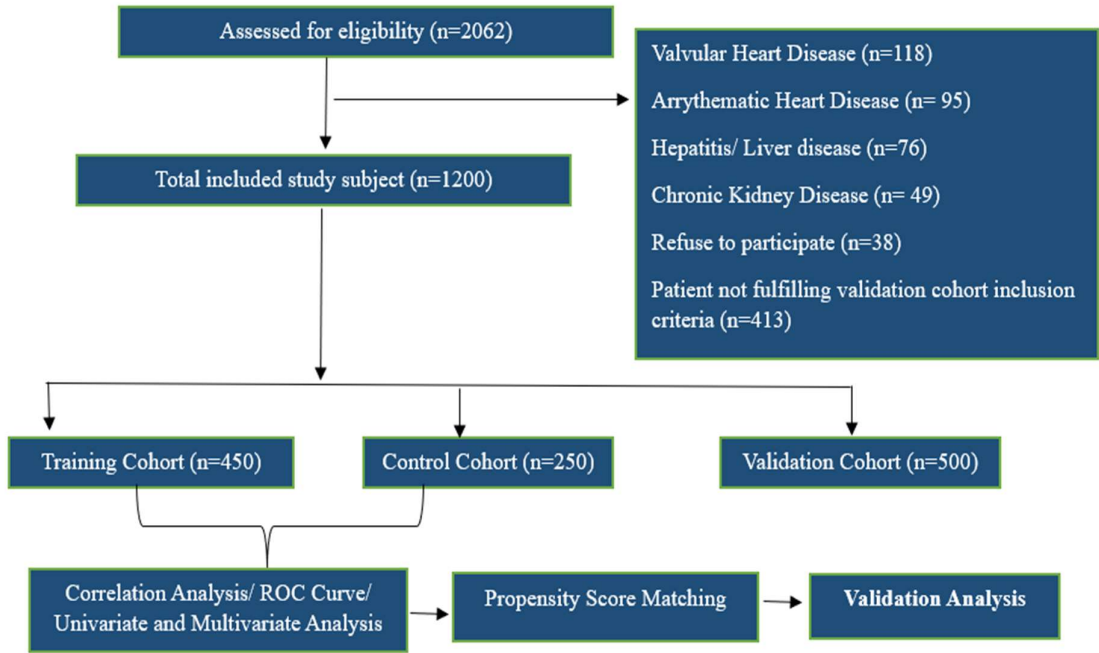 Assessed for eligibility (n=2062)
Valvular Heart Disease (n=118)
Arrythematic Heart Disease (n= 95)
Hepatitis/ Liver disease (n=76)
Chronic Kidney Disease (n= 49)
Refuse to participate (n=38)
Patient not fulfilling validation cohort inclusion
criteria (n=413)
Total included study subject (n=1200)
Training Cohort (n=450)
Control Cohort (n=250)
Validation Cohort (n=500)
Correlation Analysis/ ROC Curve/
Univariate and Multivariate Analysis
Propensity Score Matching
Validation Analysis